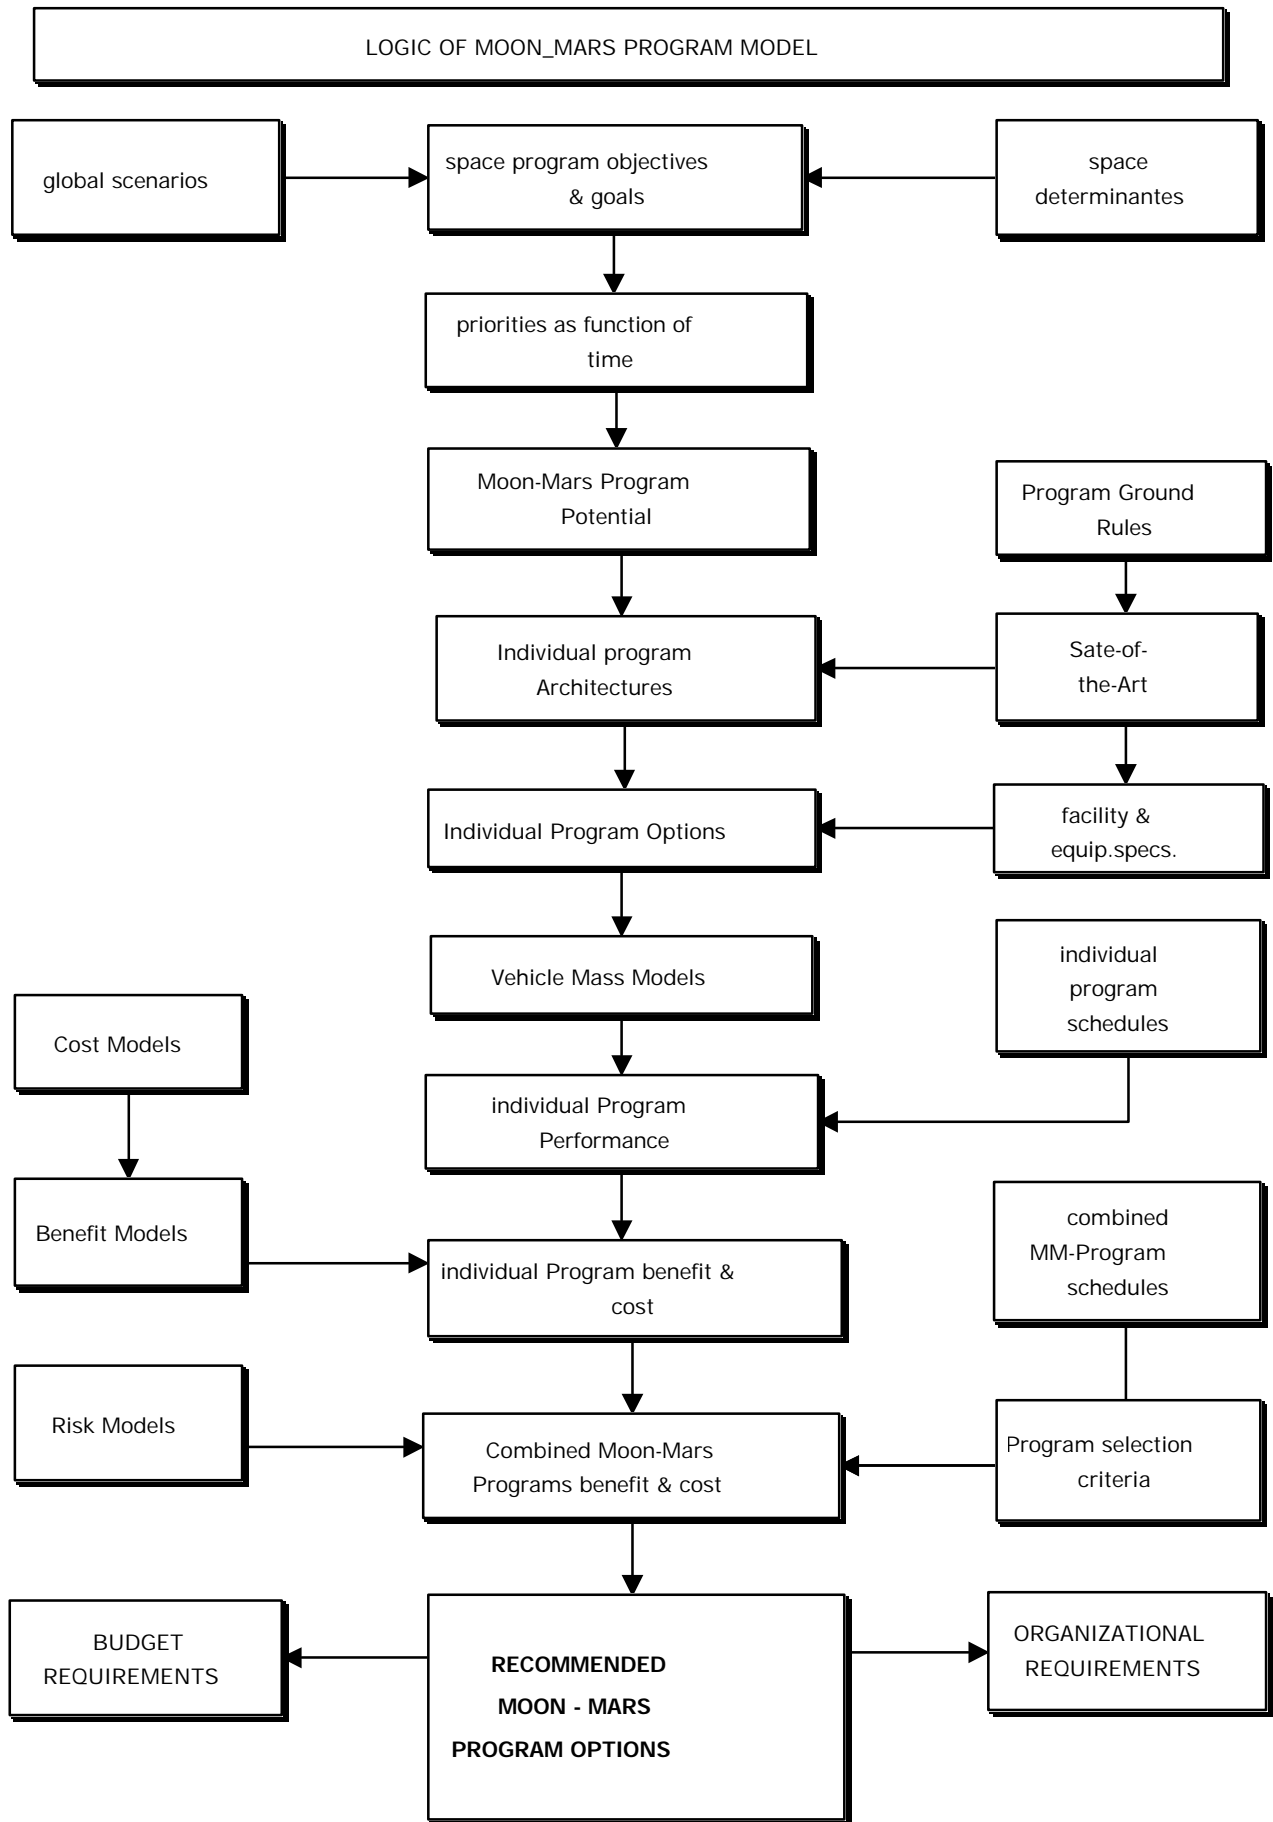 LOGIC OF MOON_MARS PROGRAM MODEL
global scenarios
space program objectives
& goals
space
determinantes
priorities as function of
time
Moon-Mars Program
Potential
Program Ground
Rules
Individual program
Architectures
Sate-of-
the-Art
Individual Program Options
facility &
equip.specs.
Vehicle Mass Models
individual
program
schedules
Cost Models
individual Program
Performance
Benefit Models
individual Program benefit &
cost
combined
MM-Program
schedules
Risk Models
Combined Moon-Mars
Programs benefit & cost
Program selection
criteria
BUDGET
REQUIREMENTS
RECOMMENDED
MOON - MARS
PROGRAM OPTIONS
ORGANIZATIONAL
REQUIREMENTS